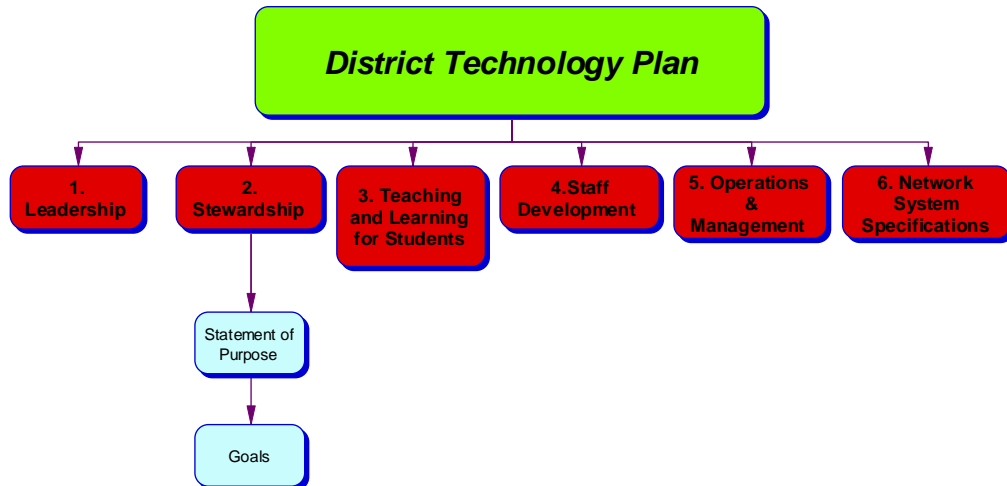 District Technology Plan
1.
Leadership
2.
Stewardship
3. Teaching
and Learning
for Students
4.Staff
Development
5. Operations
&
Management
6. Network
System
Specifications
Statement of
Purpose
Goals